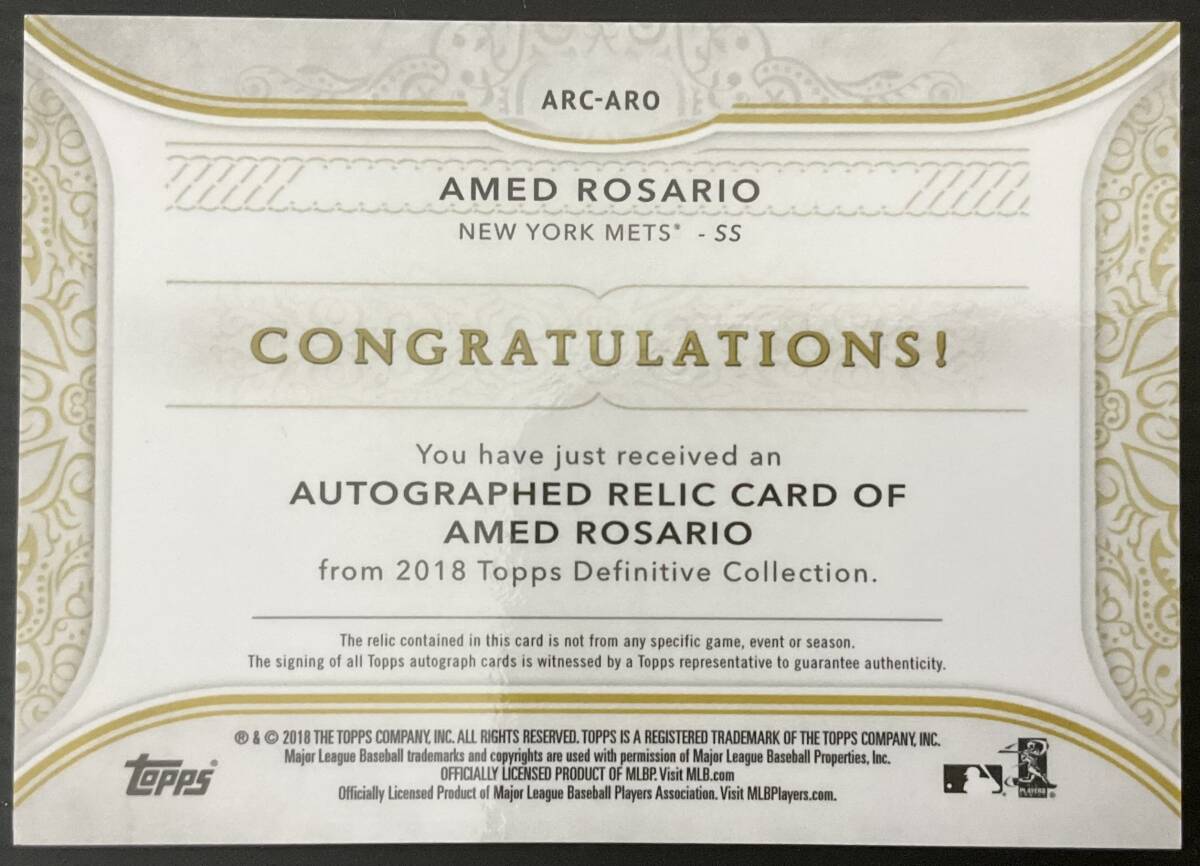 ARC-ARO
AMED ROSARIO
NEW YORK METS® - SS
CONGRATULATIONS!
You have just received an
AUTOGRAPHED RELIC CARD OF
AMED ROSARIO
from 2018 Topps Definitive Collection.
The relic contained in this card is not from any specific game, event or season.
The signing of all Topps autograph cards is witnessed by a Topps representative to guarantee authenticity.
® & © 2018 THE TOPPS COMPANY, INC. ALL RIGHTS RESERVED. TOPPS IS A REGISTERED TRADEMARK OF THE TOPPS COMPANY, INC.
Major League Baseball trademarks and copyrights are used with permission of Major League Baseball Properties, Inc.
OFFICIALLY LICENSED PRODUCT OF MLBP. Visit MLB.com
Officially Licensed Product of Major League Baseball Players Association. Visit MLBPlayers.com.
topps®
PLAYERS